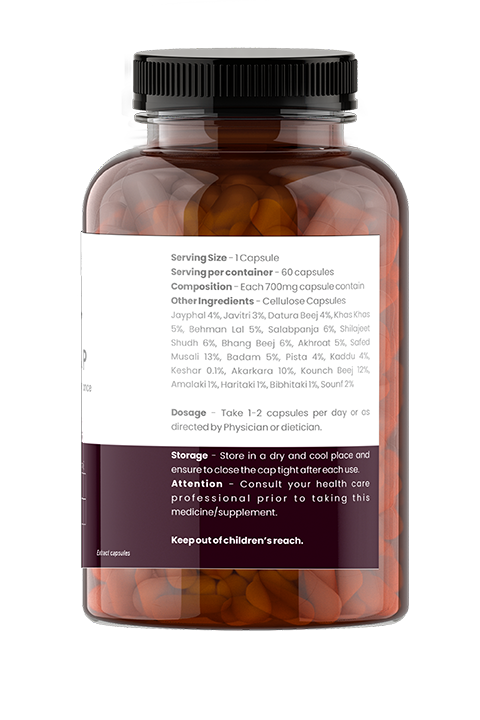 Serving Size - 1 Capsule
Serving per container - 60 capsules
Composition - Each 700mg capsule contain
Other Ingredients - Cellulose Capsules
Jayphal 4%, Javitri 3%, Datura Beej 4%, Khas Khas
5%, Behman Lal 5%, Salabpanja 6%, Shilajeet
Shudh 6%, Bhang Beej 6%, Akhroat 5%, Safed
Musali 13%, Badam 5%, Pista 4%, Kaddu 4%,
Keshar 0.1%, Akarkara 10%, Kounch Beej 12%,
Amalaki 1%, Haritaki 1%, Bibhitaki 1%, Sounf 2%
Dosage - Take 1-2 capsules per day or as
directed by Physician or dietician.
Storage - Store in a dry and cool place and
ensure to close the cap tight after each use.
Attention - Consult your health care
professional prior to taking this
medicine/supplement.
Keep out of children's reach.
Extract capsules